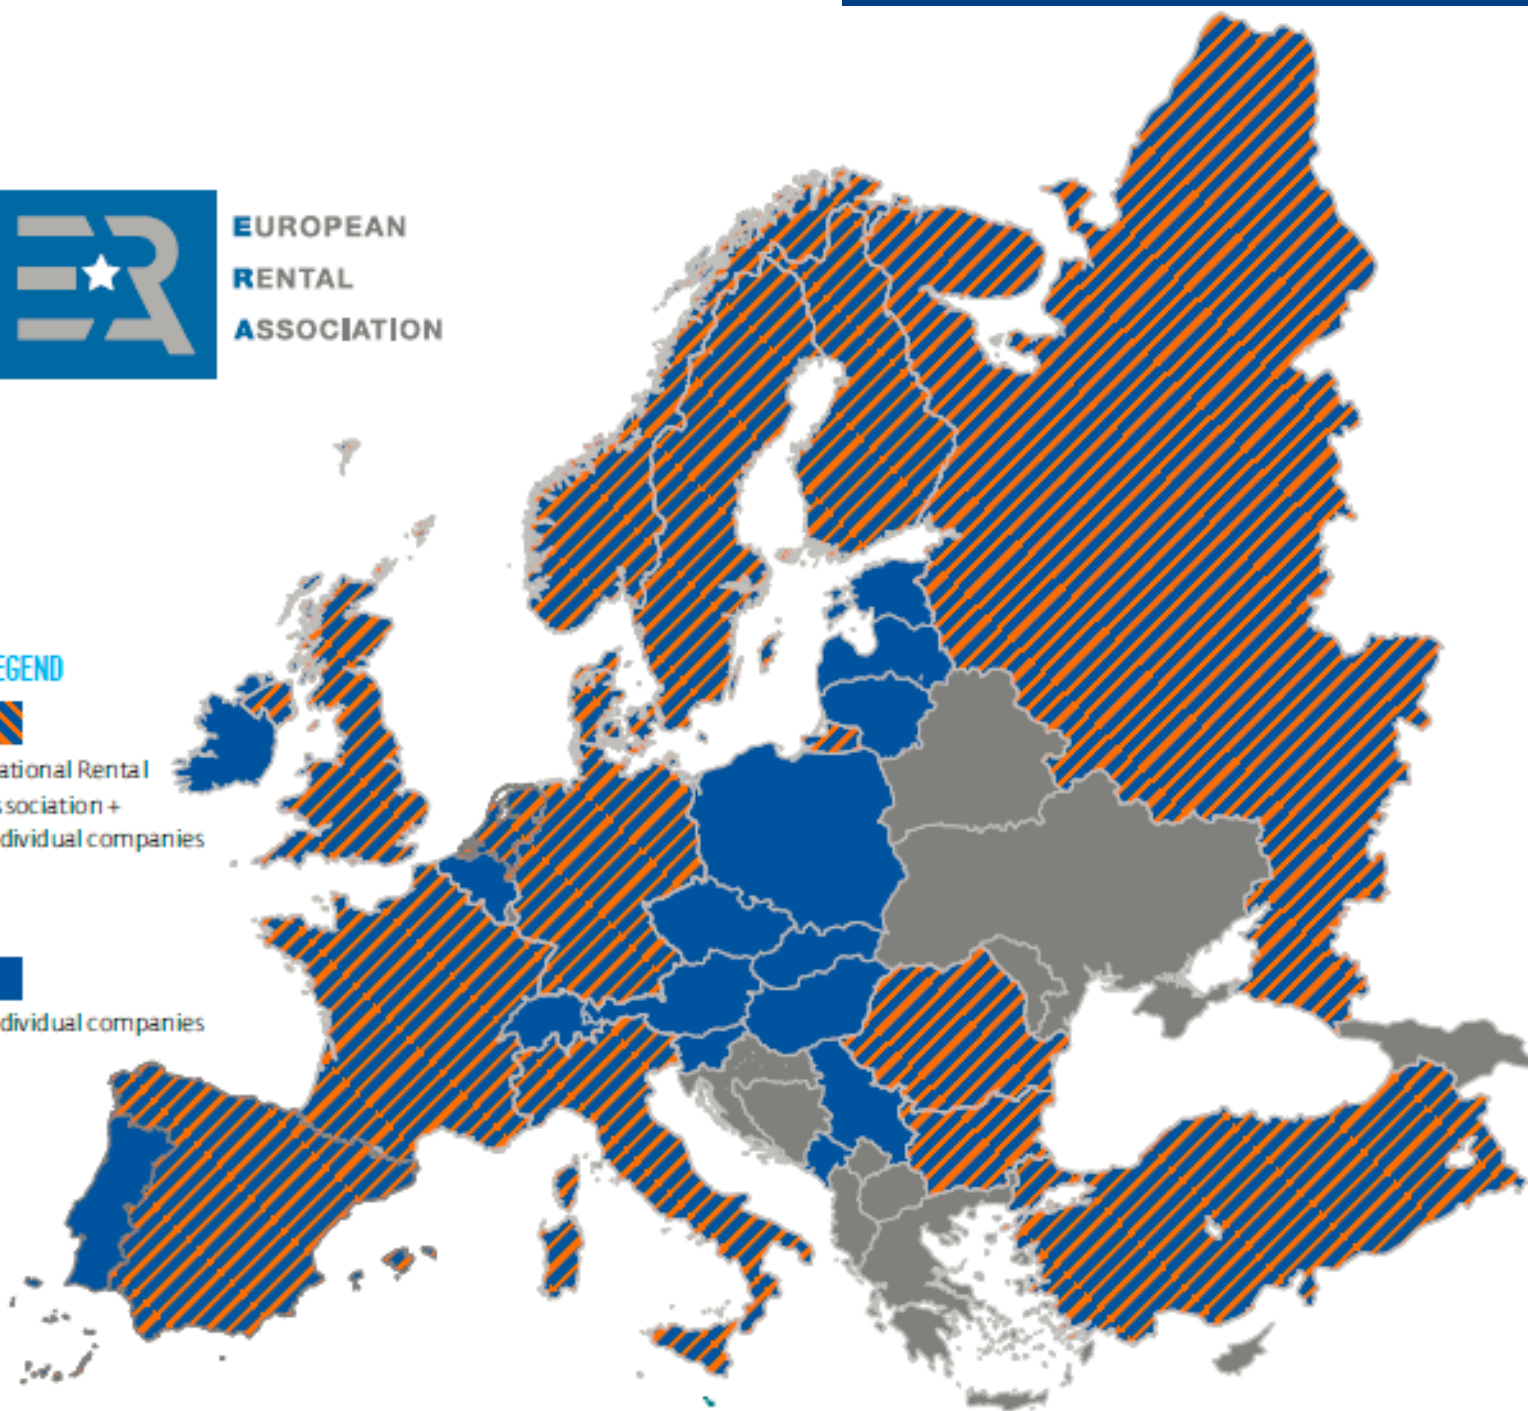 EUROPEAN
RENTAL
ASSOCIATION
EGEND
ational Rental
ssociation +
dividual companies
dividual companies